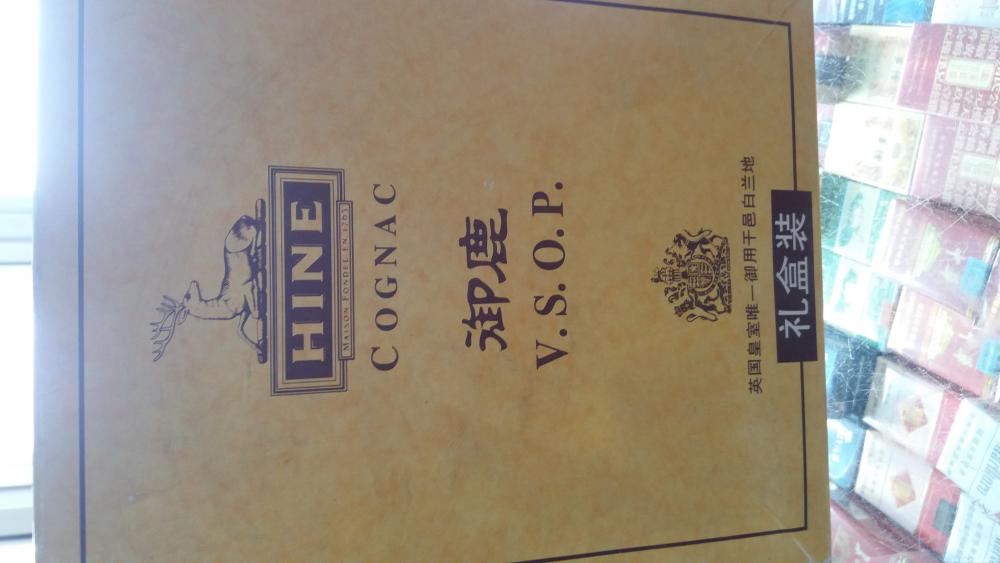 HINE
MAISON FONDEE EN 1763
COGNAC
御鹿
V.S.O.P.
英国皇室唯一御用干邑白兰地
礼盒装